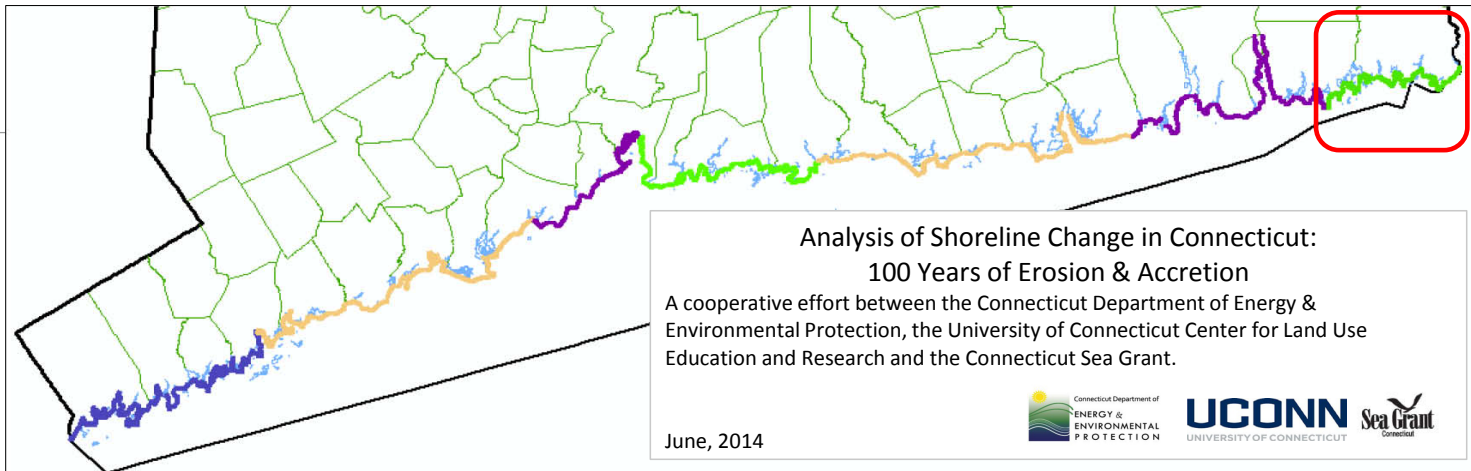 Analysis of Shoreline Change in Connecticut:
100 Years of Erosion & Accretion
A cooperative effort between the Connecticut Department of Energy &
Environmental Protection, the University of Connecticut Center for Land Use
Education and Research and the Connecticut Sea Grant.
Connecticut Department of
ENERGY &
ENVIRONMENTAL
PROTECTION
UCONN
UNIVERSITY OF CONNECTICUT
Sea Grant
Connecticut
June, 2014